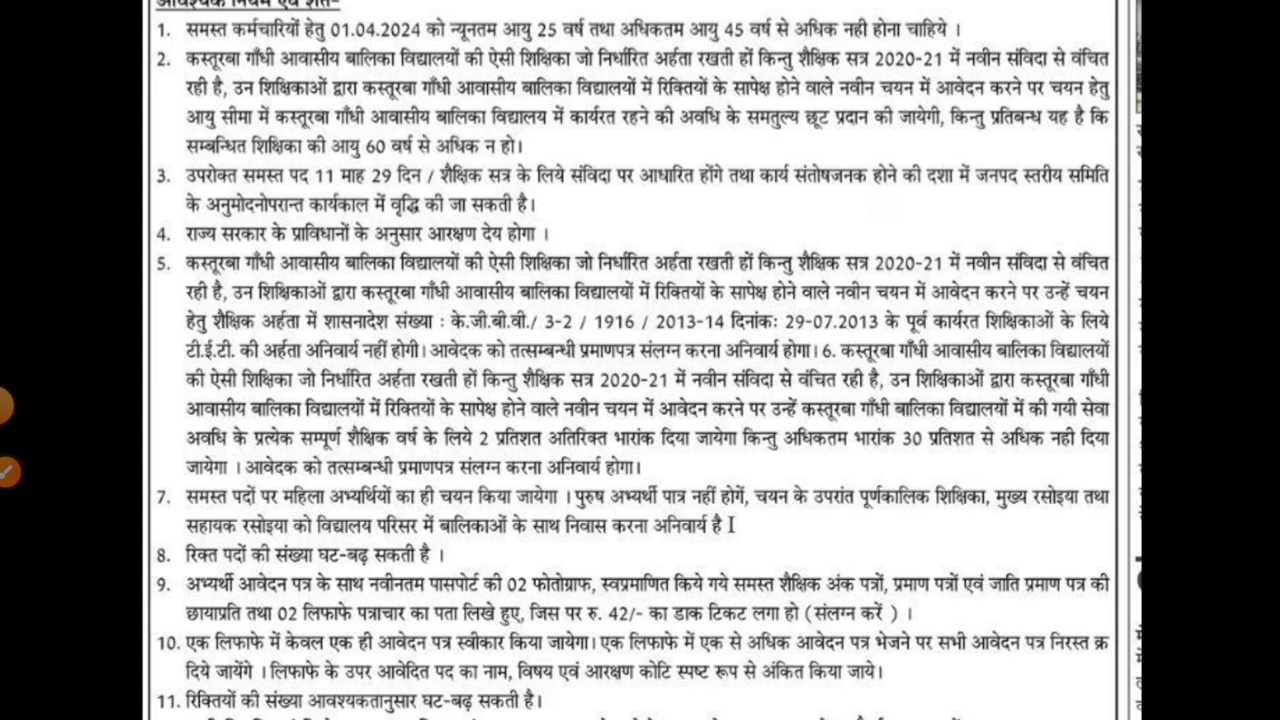 आवश्यक नियम एवं शर्तें-
1. समस्त कर्मचारियों हेतु 01.04.2024 को न्यूनतम आयु 25 वर्ष तथा अधिकतम आयु 45 वर्ष से अधिक नही होना चाहिये ।
2. कस्तूरबा गाँधी आवासीय बालिका विद्यालयों की ऐसी शिक्षिका जो निर्धारित अर्हता रखती हों किन्तु शैक्षिक सत्र 2020-21 में नवीन संविदा से वंचित
रही है, उन शिक्षिकाओं द्वारा कस्तूरबा गाँधी आवासीय बालिका विद्यालयों में रिक्तियों के सापेक्ष होने वाले नवीन चयन में आवेदन करने पर चयन हेतु
आयु सीमा में कस्तूरबा गाँधी आवासीय बालिका विद्यालय में कार्यरत रहने की अवधि के समतुल्य छूट प्रदान की जायेगी, किन्तु प्रतिबन्ध यह है कि
सम्बन्धित शिक्षिका की आयु 60 वर्ष से अधिक न हो।
3. उपरोक्त समस्त पद 11 माह 29 दिन / शैक्षिक सत्र के लिये संविदा पर आधारित होंगे तथा कार्य संतोषजनक होने की दशा में जनपद स्तरीय समिति
के अनुमोदनोपरान्त कार्यकाल में वृद्धि की जा सकती है।
4. राज्य सरकार के प्राविधानों के अनुसार आरक्षण देय होगा ।
5. कस्तूरबा गाँधी आवासीय बालिका विद्यालयों की ऐसी शिक्षिका जो निर्धारित अर्हता रखती हों किन्तु शैक्षिक सत्र 2020-21 में नवीन संविदा से वंचित
रही है, उन शिक्षिकाओं द्वारा कस्तूरबा गाँधी आवासीय बालिका विद्यालयों में रिक्तियों के सापेक्ष होने वाले नवीन चयन में आवेदन करने पर उन्हें चयन
हेतु शैक्षिक अर्हता में शासनादेश संख्या : के.जी.बी.वी./ 3-2 / 1916 / 2013-14 दिनांकः 29-07.2013 के पूर्व कार्यरत शिक्षिकाओं के लिये
टी.ई.टी. की अर्हता अनिवार्य नहीं होगी। आवेदक को तत्सम्बन्धी प्रमाणपत्र संलग्न करना अनिवार्य होगा। 6. कस्तूरबा गाँधी आवासीय बालिका विद्यालयों
की ऐसी शिक्षिका जो निर्धारित अर्हता रखती हों किन्तु शैक्षिक सत्र 2020-21 में नवीन संविदा से वंचित रही है, उन शिक्षिकाओं द्वारा कस्तूरबा गाँधी
आवासीय बालिका विद्यालयों में रिक्तियों के सापेक्ष होने वाले नवीन चयन में आवेदन करने पर उन्हें कस्तूरबा गाँधी बालिका विद्यालयों में की गयी सेवा
अवधि के प्रत्येक सम्पूर्ण शैक्षिक वर्ष के लिये 2 प्रतिशत अतिरिक्त भारांक दिया जायेगा किन्तु अधिकतम भारांक 30 प्रतिशत से अधिक नही दिया
जायेगा । आवेदक को तत्सम्बन्धी प्रमाणपत्र संलग्न करना अनिवार्य होगा।
7. समस्त पदों पर महिला अभ्यर्थियों का ही चयन किया जायेगा । पुरुष अभ्यर्थी पात्र नहीं होगें, चयन के उपरांत पूर्णकालिक शिक्षिका, मुख्य रसोइया तथा
सहायक रसोइया को विद्यालय परिसर में बालिकाओं के साथ निवास करना अनिवार्य है
8. रिक्त पदों की संख्या घट-बढ़ सकती है ।
9. अभ्यर्थी आवेदन पत्र के साथ नवीनतम पासपोर्ट की 02 फोटोग्राफ, स्वप्रमाणित किये गये समस्त शैक्षिक अंक पत्रों, प्रमाण पत्रों एवं जाति प्रमाण पत्र की
छायाप्रति तथा 02 लिफाफे पत्राचार का पता लिखे हुए, जिस पर रु. 42/- का डाक टिकट लगा हो (संलग्न करें ) ।
10. एक लिफाफे में केवल एक ही आवेदन पत्र स्वीकार किया जायेगा। एक लिफाफे में एक से अधिक आवेदन पत्र भेजने पर सभी आवेदन पत्र निरस्त क्र
दिये जायेंगे । लिफाफे के उपर आवेदित पद का नाम, विषय एवं आरक्षण कोटि स्पष्ट रूप से अंकित किया जाये।
11. रिक्तियों की संख्या आवश्यकतानुसार घट-बढ़ सकती है।